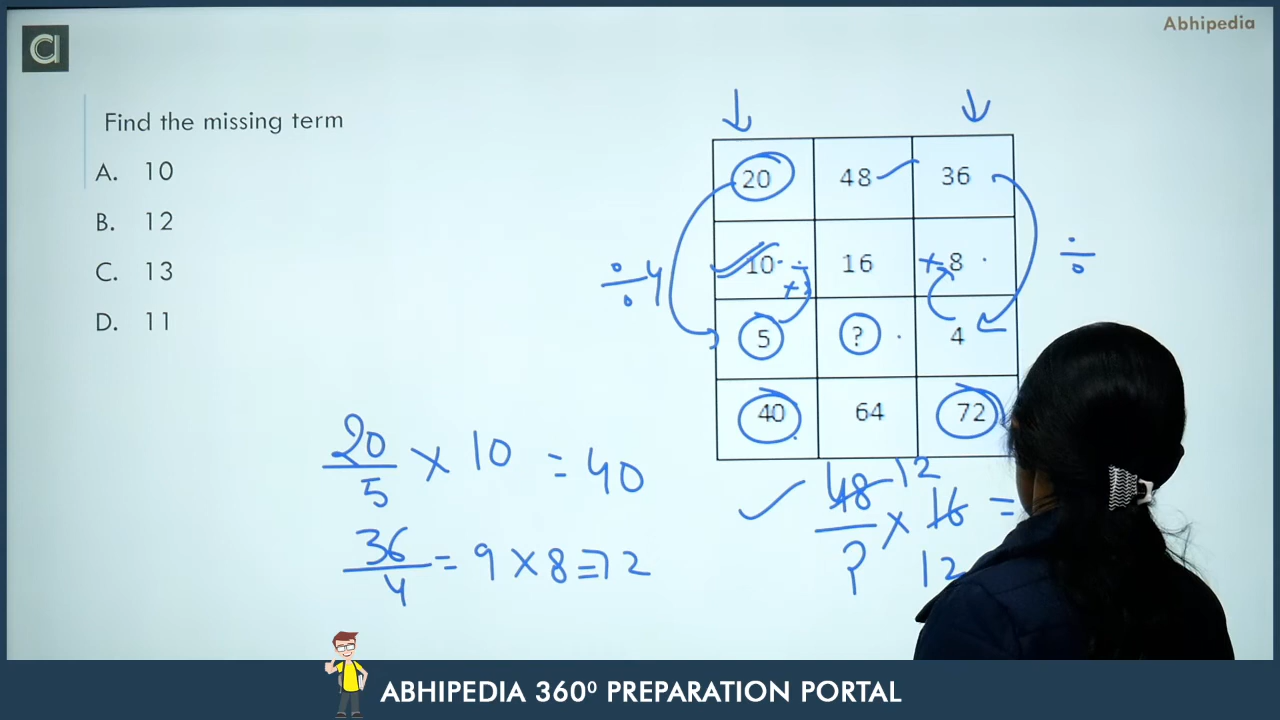 Abhipedia
Find the missing term
A. 10
B. 12
C. 13
D. 11
20 48 36
10 16 8
5 ? 4
40 64 72
÷4
÷
20/5 × 10 = 40
36/4 = 9 × 8 = 72
48/? × 16 =
12
12
ABHIPEDIA 360⁰ PREPARATION PORTAL